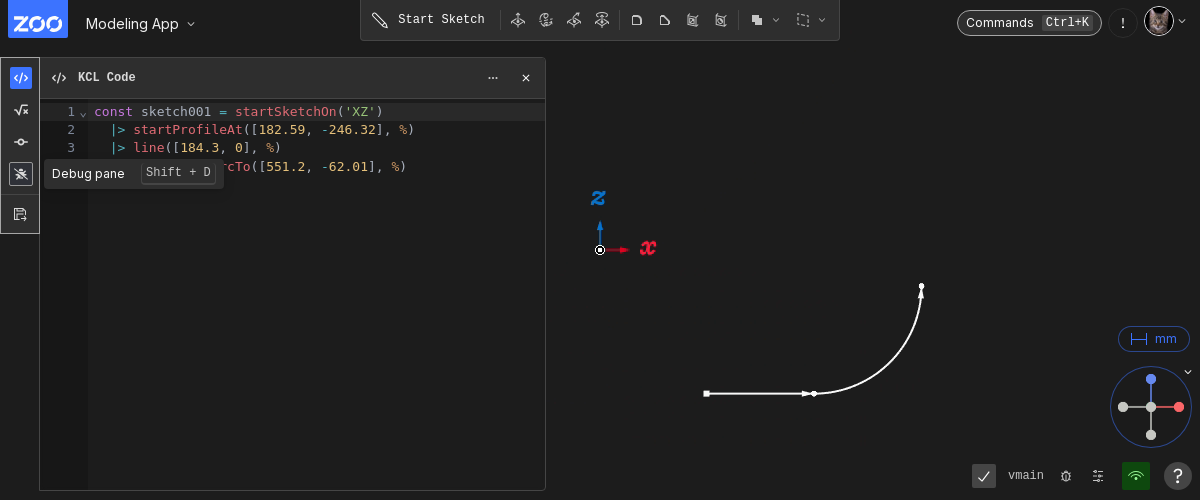 ZOO
Modeling App
Start Sketch
Commands Ctrl+K
!
KCL Code
1 const sketch001 = startSketchOn('XZ')
2 |> startProfileAt([182.59, -246.32], %)
3 |> line([184.3, 0], %)
rcTo([551.2, -62.01], %)
Debug pane Shift + D
z
x
mm
vmain
?